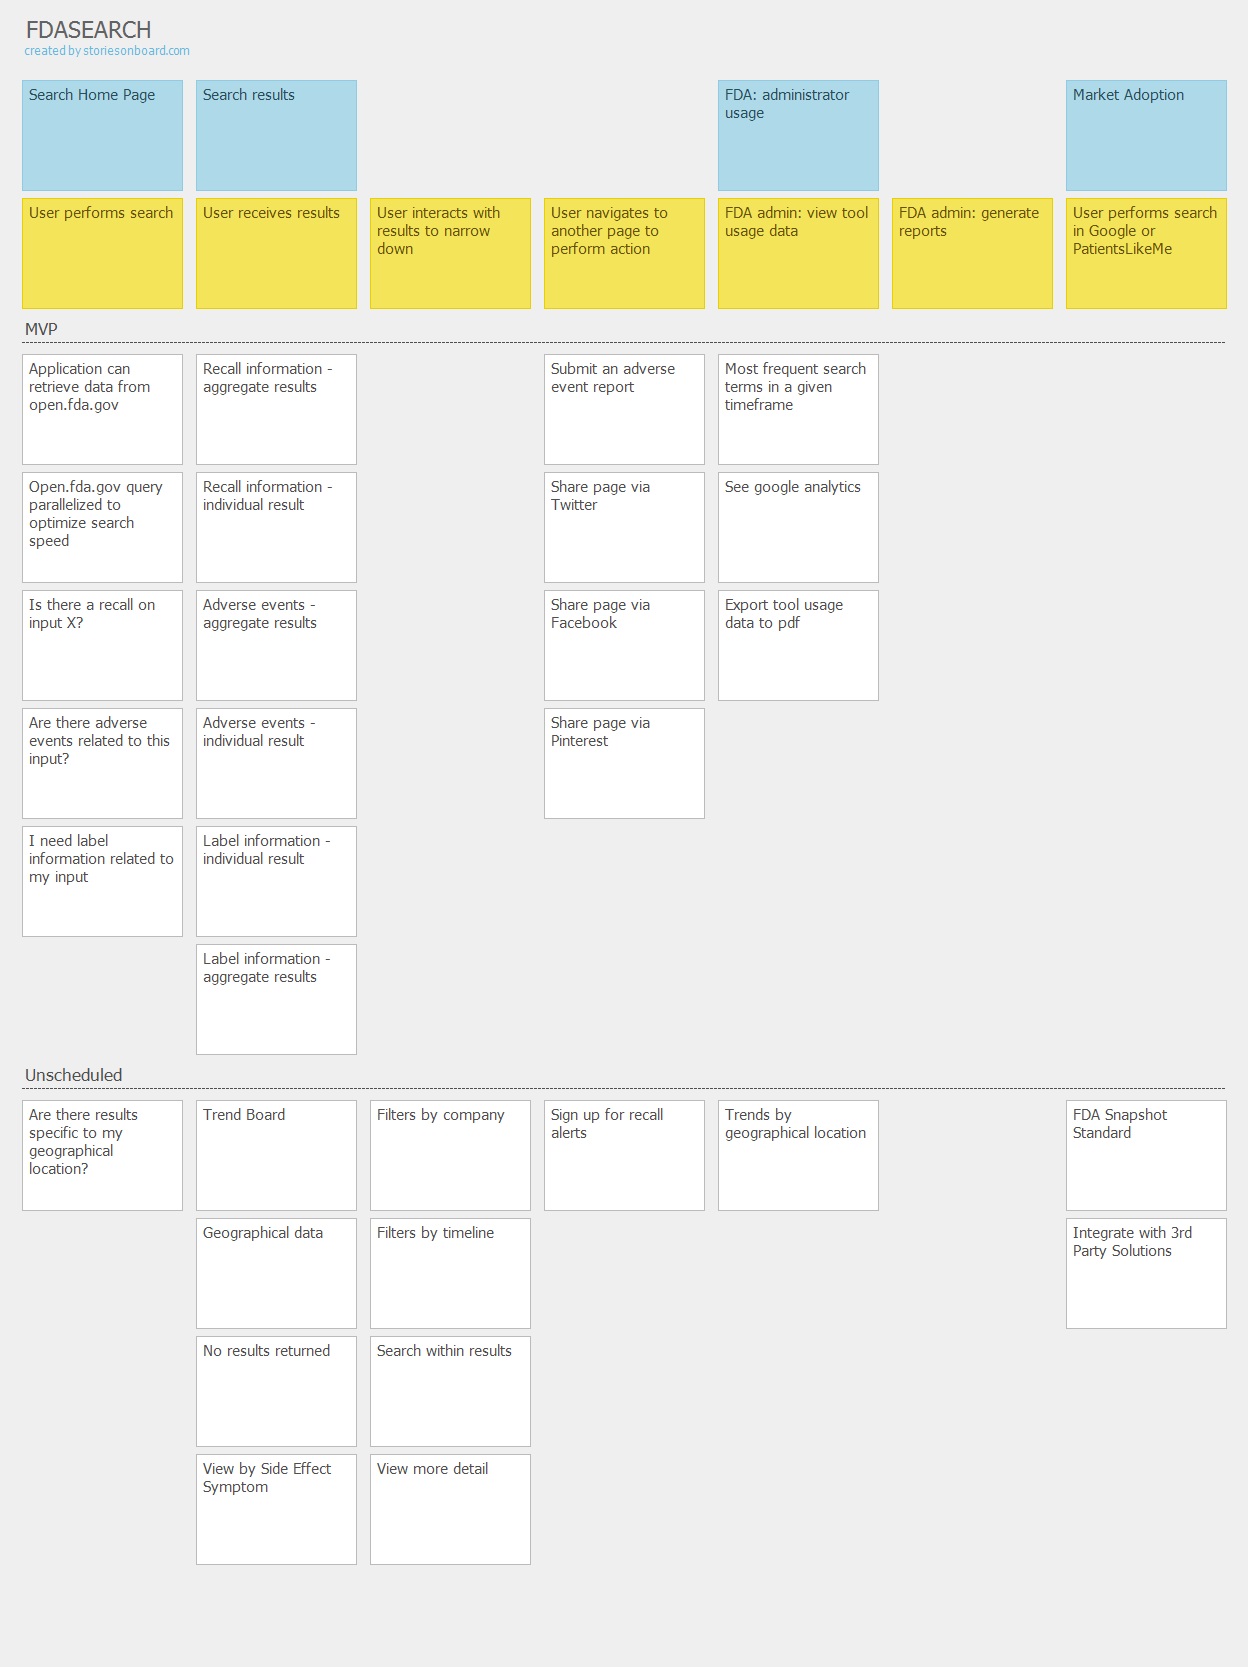 FDASEARCH
created by storiesonboard.com
Search Home Page
Search results
FDA: administrator
usage
Market Adoption
User performs search
User receives results
User interacts with
results to narrow
down
User navigates to
another page to
perform action
FDA admin: view tool
usage data
FDA admin: generate
reports
User performs search
in Google or
PatientsLikeMe
MVP
Application can
retrieve data from
open.fda.gov
Recall information -
aggregate results
Submit an adverse
event report
Most frequent search
terms in a given
timeframe
Open.fda.gov query
parallelized to
optimize search
speed
Recall information -
individual result
Share page via
Twitter
See google analytics
Is there a recall on
input X?
Adverse events -
aggregate results
Share page via
Facebook
Export tool usage
data to pdf
Are there adverse
events related to this
input?
Adverse events -
individual result
Share page via
Pinterest
I need label
information related to
my input
Label information -
individual result
Label information -
aggregate results
Unscheduled
Are there results
specific to my
geographical
location?
Trend Board
Filters by company
Sign up for recall
alerts
Trends by
geographical location
FDA Snapshot
Standard
Geographical data
Filters by timeline
Integrate with 3rd
Party Solutions
No results returned
Search within results
View by Side Effect
Symptom
View more detail